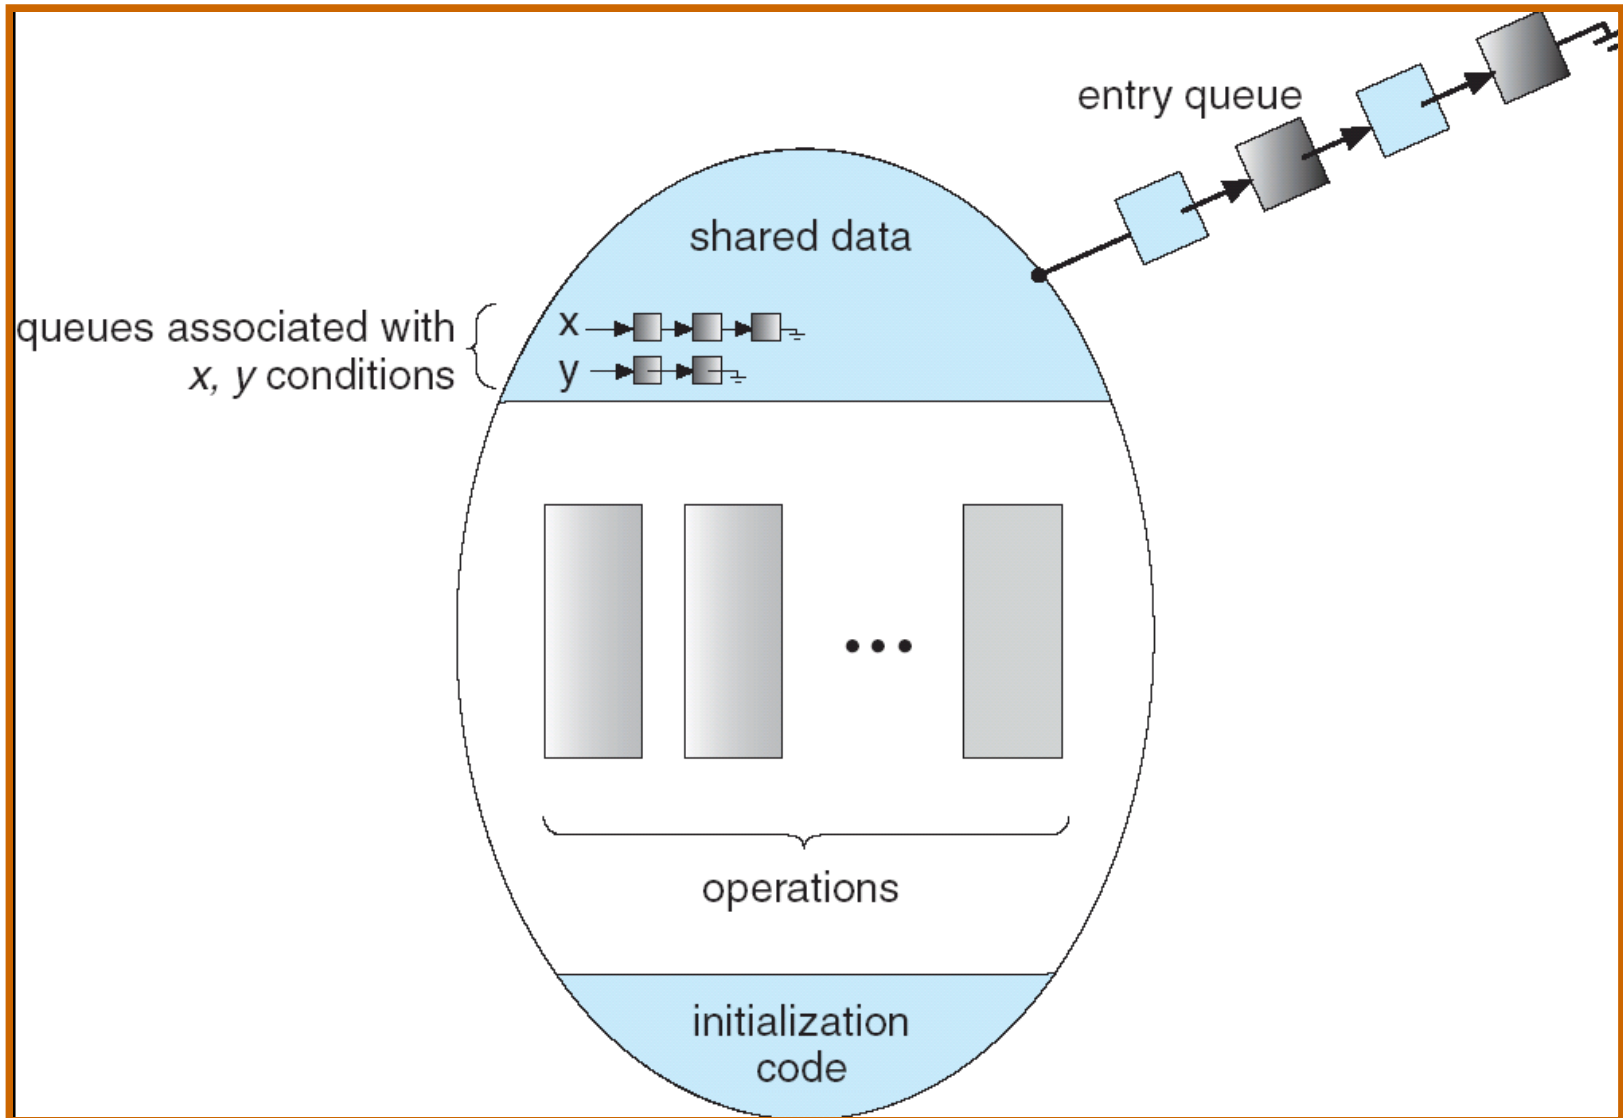 entry queue
shared data
queues associated with
x, y conditions
x
y
operations
initialization
code